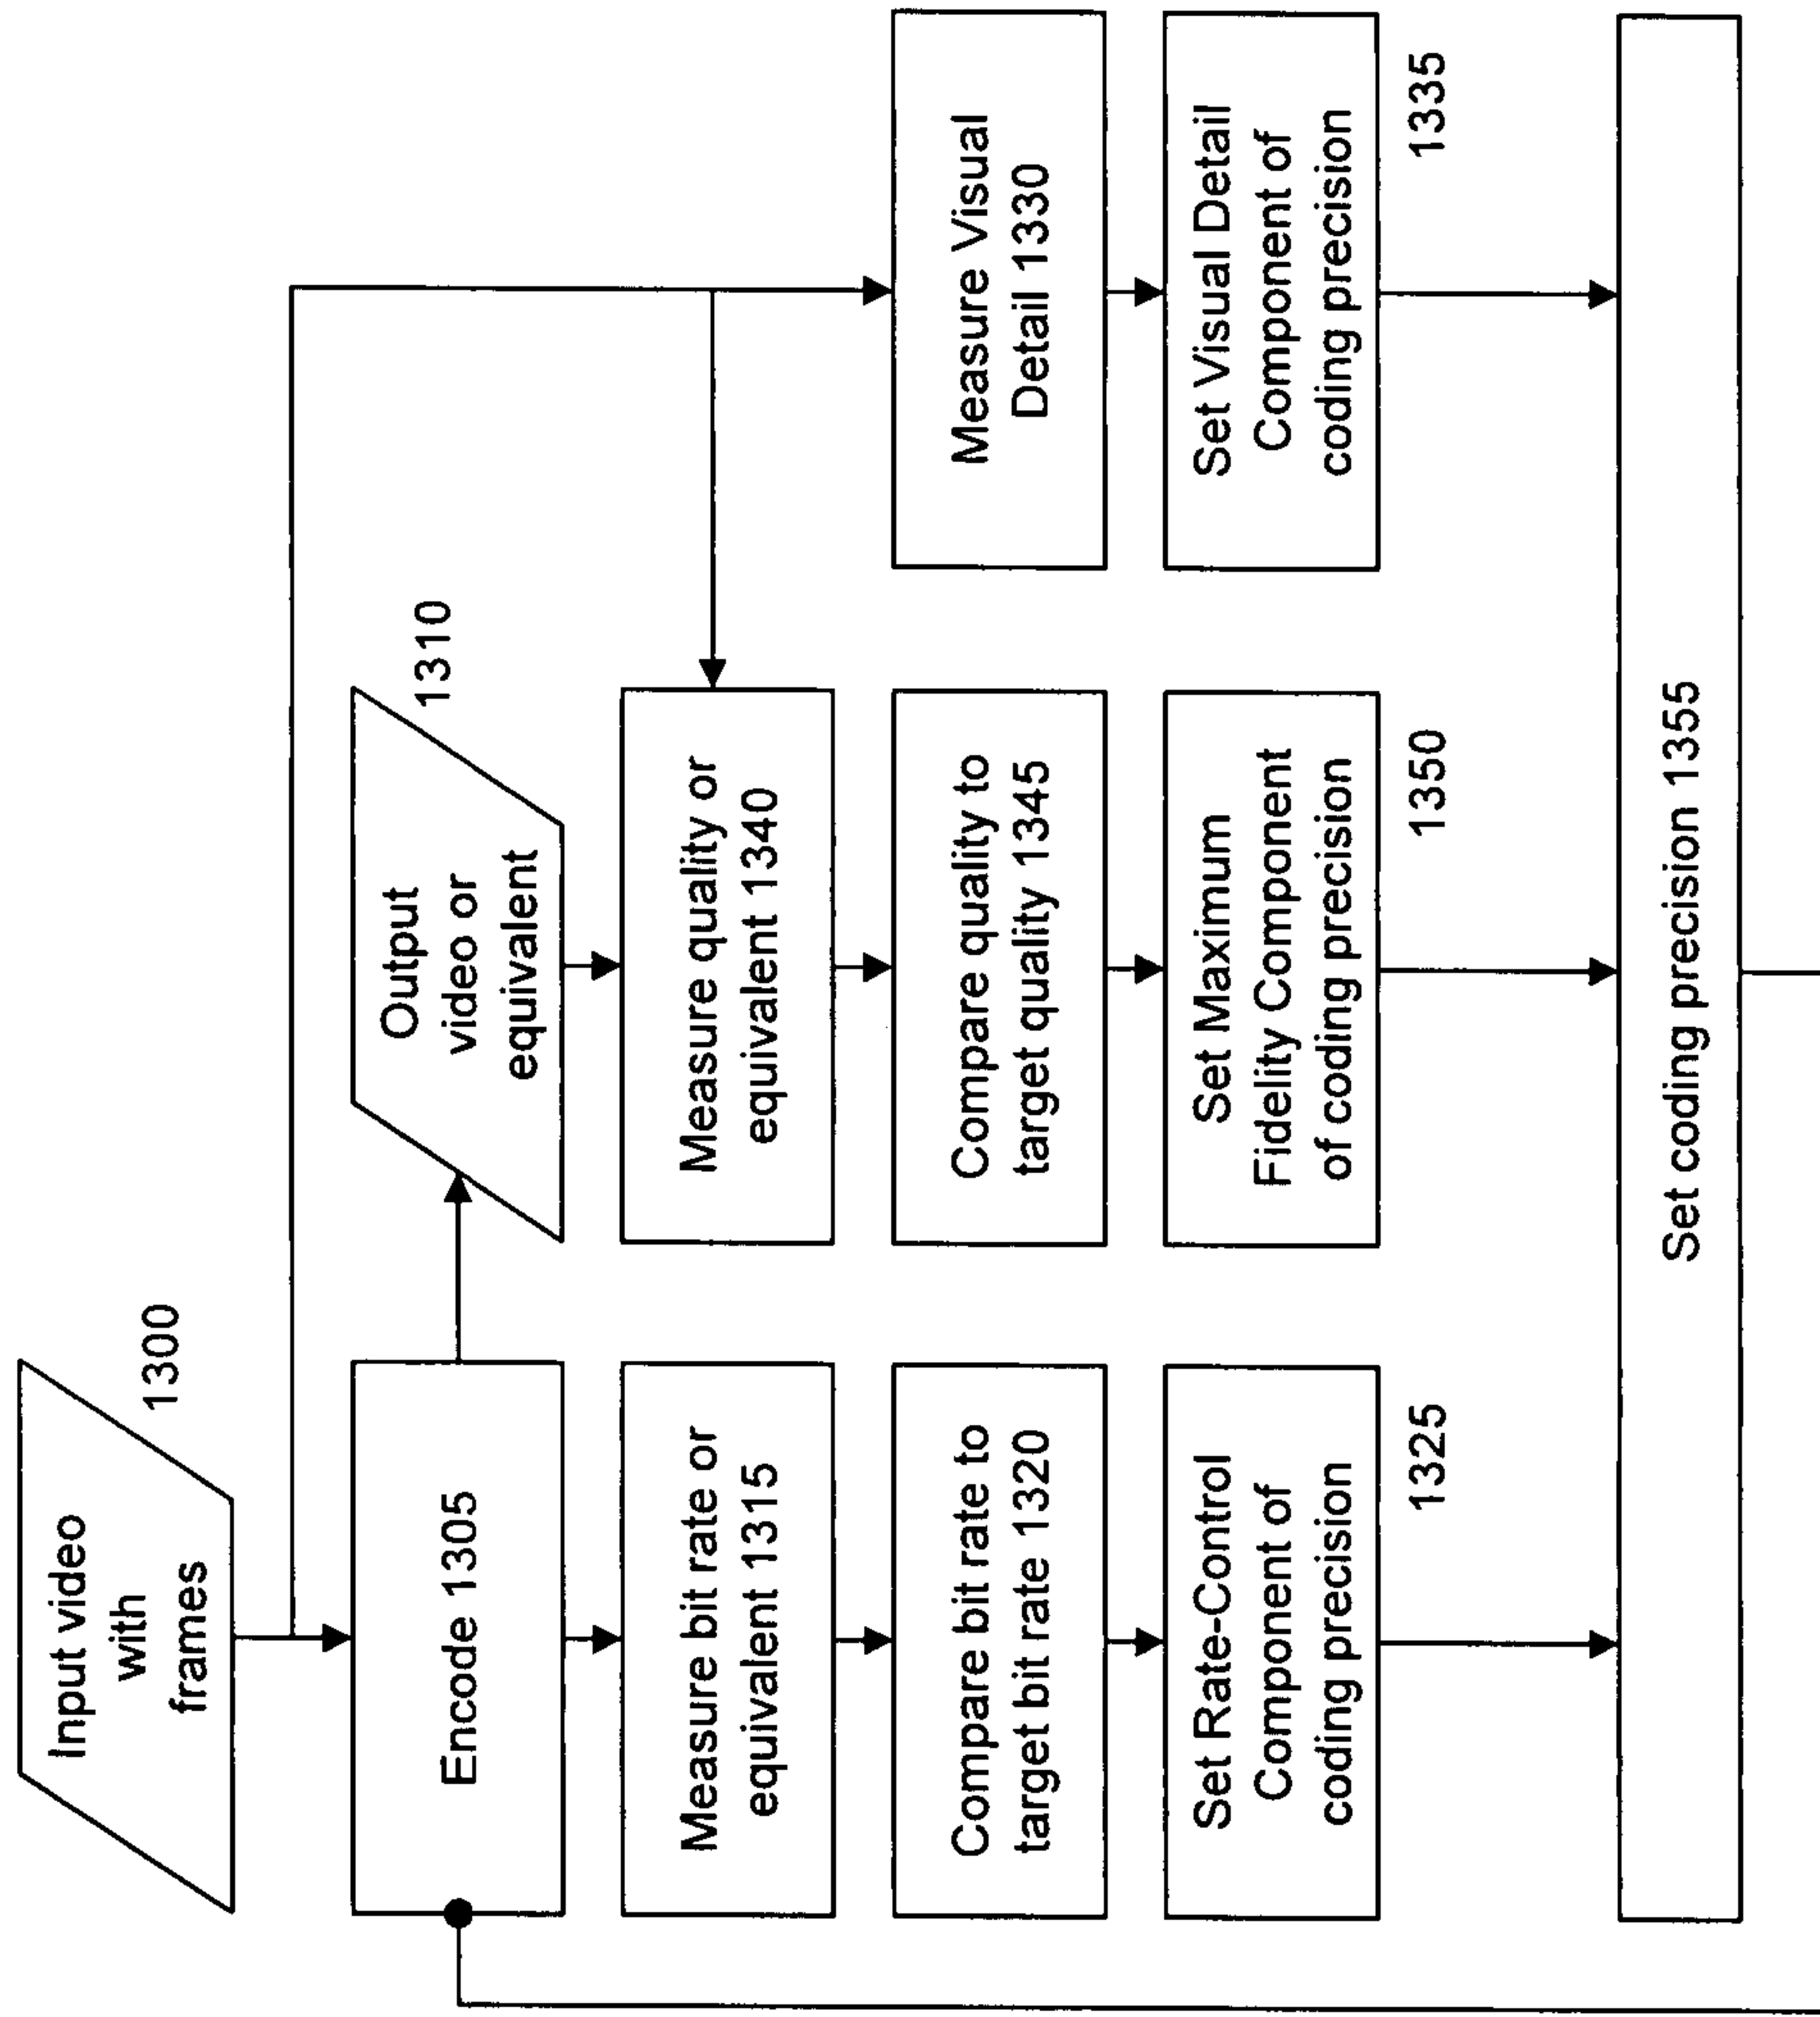 Input video
with
frames
1300
Encode 1305
Output
video or
equivalent
1310
Measure bit rate or
equivalent 1315
Measure quality or
equivalent 1340
Compare bit rate to
target bit rate 1320
Compare quality to
target quality 1345
Measure Visual
Detail 1330
Set Rate-Control
Component of
coding precision
1325
Set Maximum
Fidelity Component
of coding precision
1350
Set Visual Detail
Component of
coding precision
1335
Set coding precision 1355